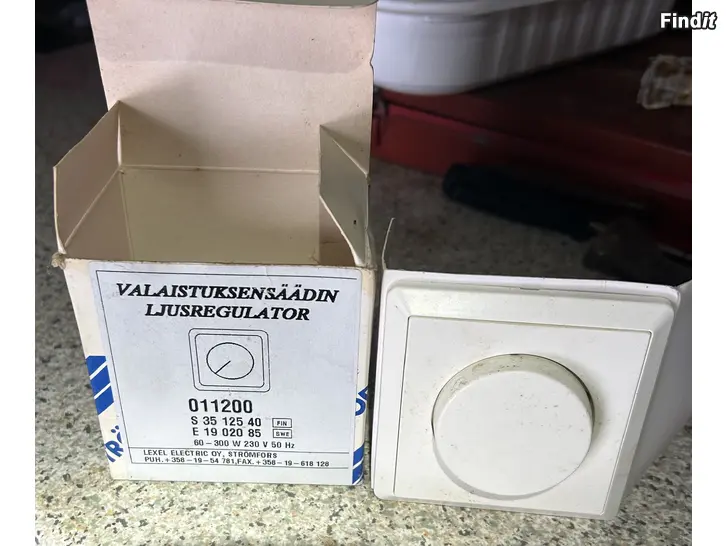 Findit
VALAISTUKSENSÄÄDIN
LJUSREGULATOR
011200
S 35 125 40 FIN
E 19 020 85 SWE
60-300 W 230 V 50 Hz
LEXEL ELECTRIC OY, STRÖMFORS
PUH. +358-19-54 781,FAX. +358-19-618 128